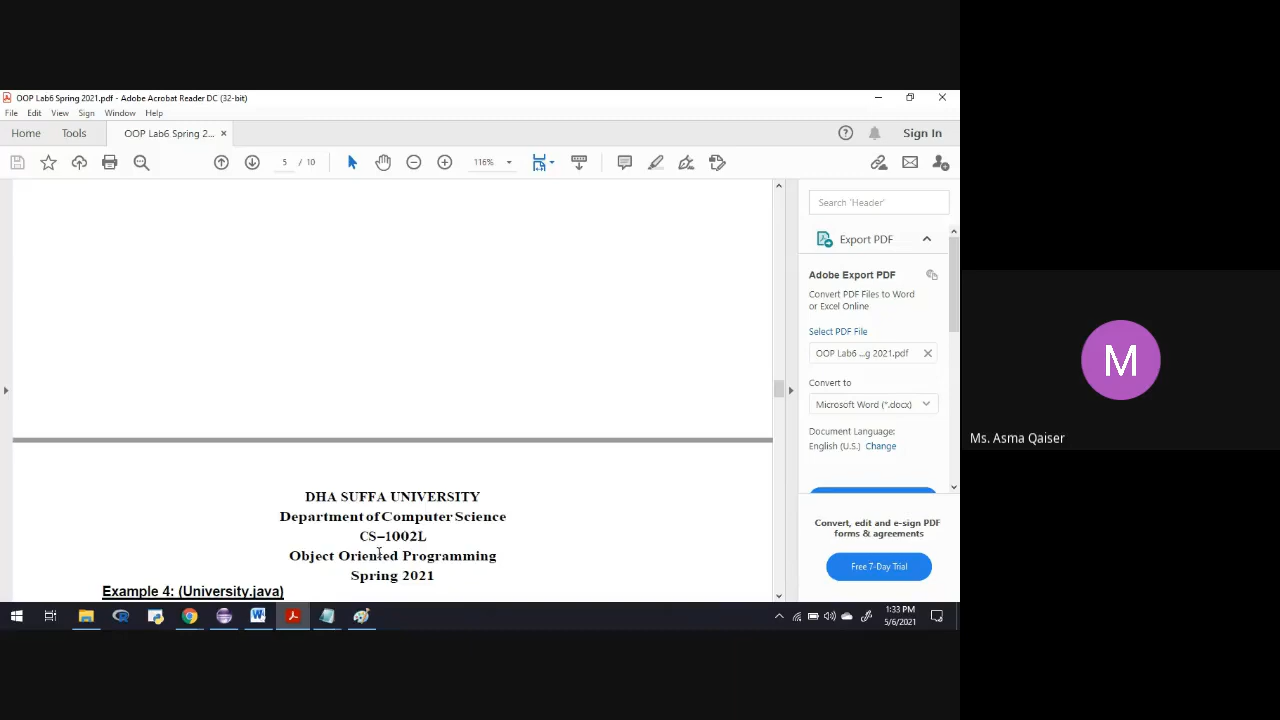 OOP Lab6 Spring 2021.pdf - Adobe Acrobat Reader DC (32-bit)
File Edit View Sign Window Help
Home Tools OOP Lab6 Spring 2... × Sign In
5 / 10 116%
Search 'Header'
Export PDF
Adobe Export PDF
Convert PDF Files to Word
or Excel Online
Select PDF File
OOP Lab6 ...g 2021.pdf
Convert to
Microsoft Word (*.docx)
Document Language:
English (U.S.) Change
Convert, edit and e-sign PDF
forms & agreements
Free 7-Day Trial
DHA SUFFA UNIVERSITY
Department of Computer Science
CS–1002L
Object Oriented Programming
Spring 2021
Example 4: (University.java)
1:33 PM
5/6/2021
M
Ms. Asma Qaiser